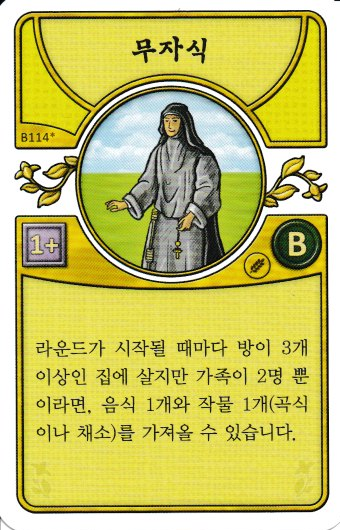 무자식
B114*
1+
B
라운드가 시작될 때마다 방이 3개
이상인 집에 살지만 가족이 2명 뿐
이라면, 음식 1개와 작물 1개(곡식
이나 채소)를 가져올 수 있습니다.